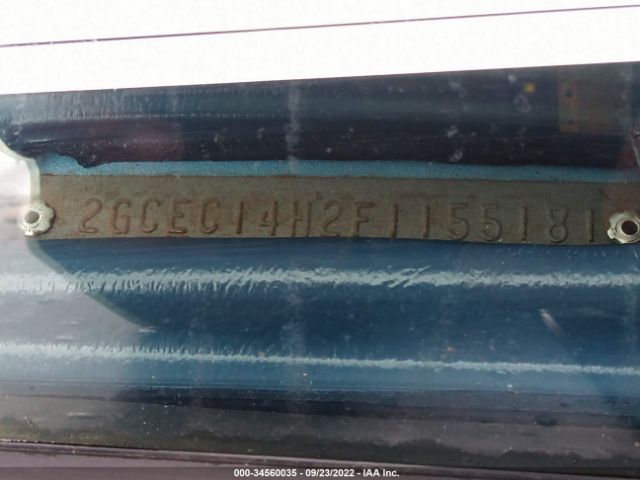 2GCEC14H2F1155181
000-34560035 - 09/23/2022 - IAA Inc.